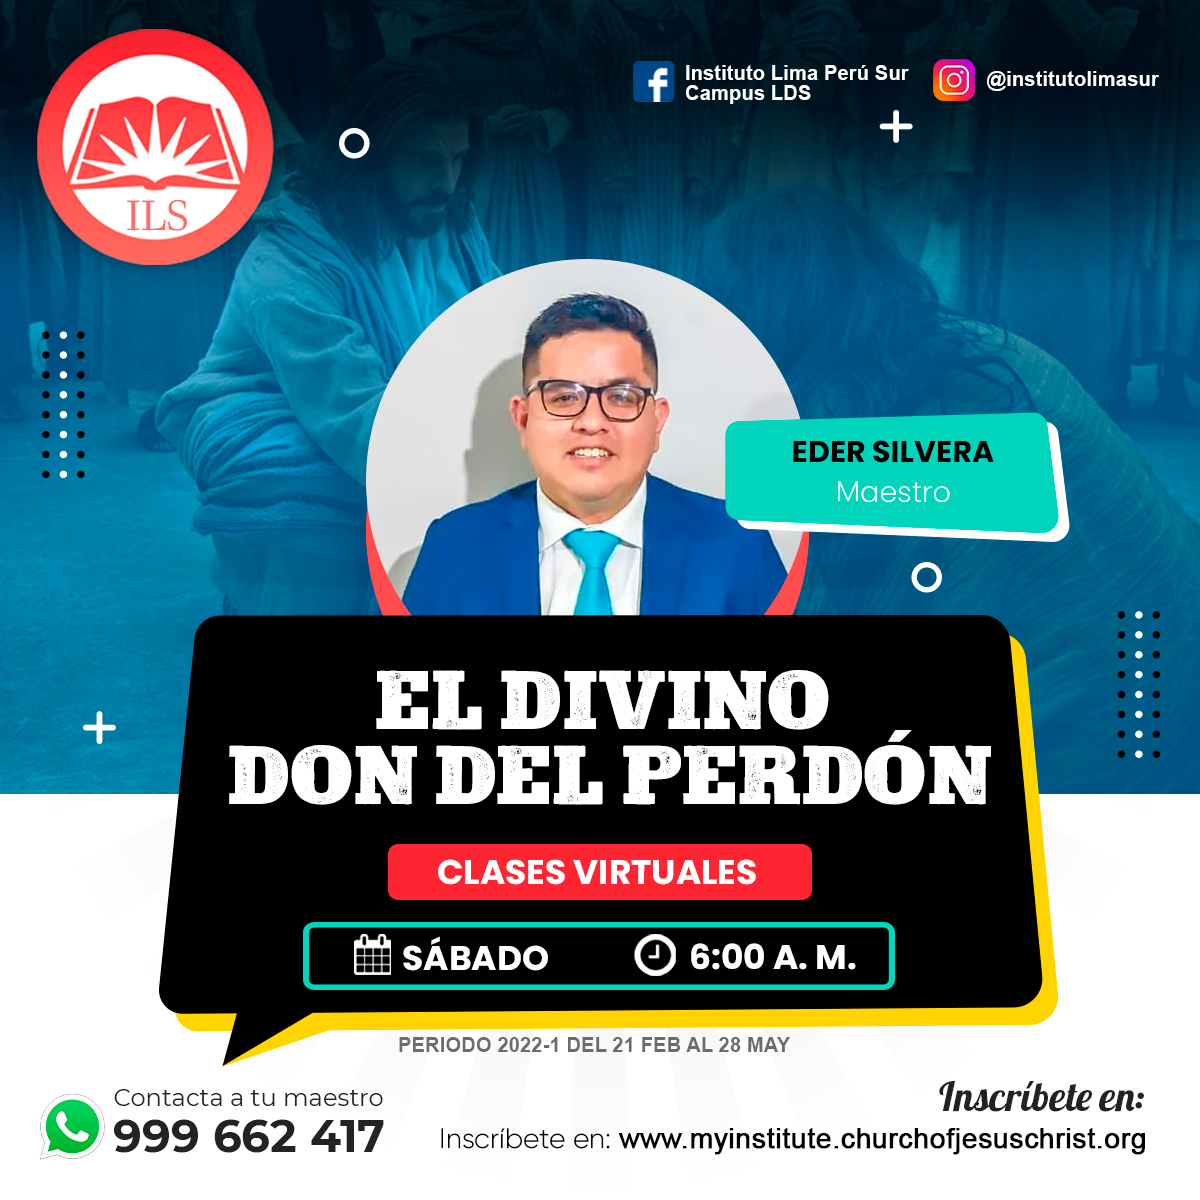 ILS
Instituto Lima Perú Sur
Campus LDS
@institutolimasur
EDER SILVERA
Maestro
EL DIVINO
DON DEL PERDÓN
CLASES VIRTUALES
SÁBADO
6:00 A. M.
PERIODO 2022-1 DEL 21 FEB AL 28 MAY
Contacta a tu maestro
999 662 417
Inscríbete en:
Inscríbete en: www.myinstitute.churchofjesuschrist.org